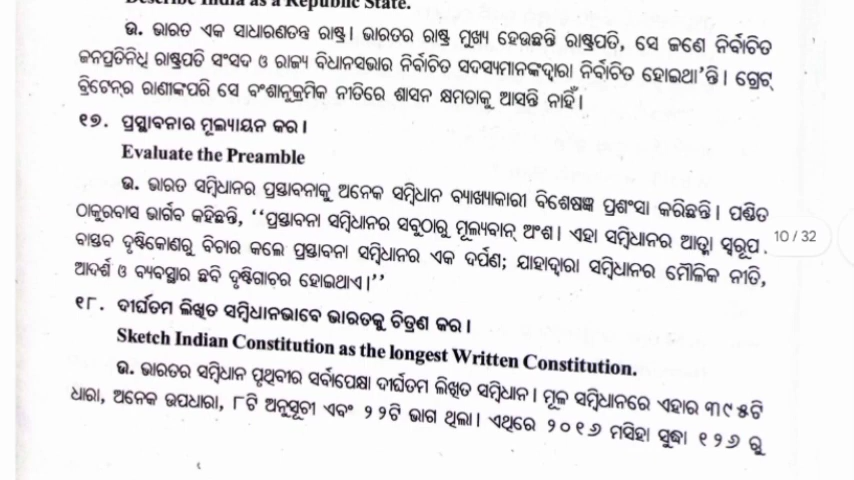 Describe India as a Republic State.
ଉ. ଭାରତ ଏକ ସାଧାରଣତନ୍ତ୍ର ରାଷ୍ଟ୍ର। ଭାରତର ରାଷ୍ଟ୍ର ମୁଖ୍ୟ ହେଉଛନ୍ତି ରାଷ୍ଟ୍ରପତି, ସେ ଜଣେ ନିର୍ବାଚିତ
ଜନପ୍ରତିନିଧି ରାଷ୍ଟ୍ରପତି ସଂସଦ ଓ ରାଜ୍ୟ ବିଧାନସଭାର ନିର୍ବାଚିତ ସଦସ୍ୟମାନଙ୍କଦ୍ୱାରା ନିର୍ବାଚିତ ହୋଇଥା'ନ୍ତି। ଗ୍ରେଟ୍
ବ୍ରିଟେନ୍‌ର ରାଣୀଙ୍କପରି ସେ ବଂଶାନୁକ୍ରମିକ ନୀତିରେ ଶାସନ କ୍ଷମତାକୁ ଆସନ୍ତି ନାହିଁ।
୧୭. ପ୍ରସ୍ତାବନାର ମୂଲ୍ୟାୟନ କର।
Evaluate the Preamble
ଉ. ଭାରତ ସମ୍ବିଧାନର ପ୍ରସ୍ତାବନାକୁ ଅନେକ ସମ୍ବିଧାନ ବ୍ୟାଖ୍ୟାକାରୀ ବିଶେଷଜ୍ଞ ପ୍ରଶଂସା କରିଛନ୍ତି। ପଣ୍ଡିତ
ଠାକୁରଦାସ ଭାର୍ଗବ କହିଛନ୍ତି, ‘‘ପ୍ରସ୍ତାବନା ସମ୍ବିଧାନର ସବୁଠାରୁ ମୂଲ୍ୟବାନ୍ ଅଂଶ। ଏହା ସମ୍ବିଧାନର ଆତ୍ମା ସ୍ୱରୂପ.
10 / 32
ବାସ୍ତବ ଦୃଷ୍ଟିକୋଣରୁ ବିଚାର କଲେ ପ୍ରସ୍ତାବନା ସମ୍ବିଧାନର ଏକ ଦର୍ପଣ; ଯାହାଦ୍ୱାରା ସମ୍ବିଧାନର ମୌଳିକ ନୀତି,
ଆଦର୍ଶ ଓ ବ୍ୟବସ୍ଥାର ଛବି ଦୃଷ୍ଟିଗୋଚର ହୋଇଥାଏ।’’
୧୮. ଦୀର୍ଘତମ ଲିଖିତ ସମ୍ବିଧାନଭାବେ ଭାରତକୁ ଚିତ୍ରଣ କର।
Sketch Indian Constitution as the longest Written Constitution.
ଉ. ଭାରତର ସମ୍ବିଧାନ ପୃଥିବୀର ସର୍ବାପେକ୍ଷା ଦୀର୍ଘତମ ଲିଖିତ ସମ୍ବିଧାନ। ମୂଳ ସମ୍ବିଧାନରେ ଏହାର ୩୯୫ଟି
ଧାରା, ଅନେକ ଉପଧାରା, ୮ଟି ଅନୁସୂଚୀ ଏବଂ ୨୨ଟି ଭାଗ ଥିଲା। ଏଥିରେ ୨୦୧୬ ମସିହା ସୁଦ୍ଧା ୧୨୬ ରୁ